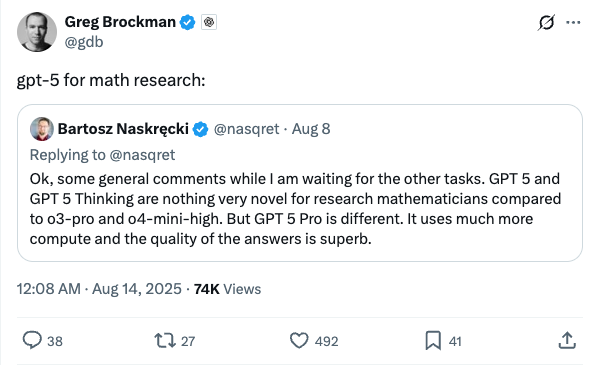 Greg Brockman
@gdb
gpt-5 for math research:
Bartosz Naskręcki @nasqret · Aug 8
Replying to @nasqret
Ok, some general comments while I am waiting for the other tasks. GPT 5 and
GPT 5 Thinking are nothing very novel for research mathematicians compared
to o3-pro and o4-mini-high. But GPT 5 Pro is different. It uses much more
compute and the quality of the answers is superb.
12:08 AM · Aug 14, 2025 · 74K Views
38 27 492 41